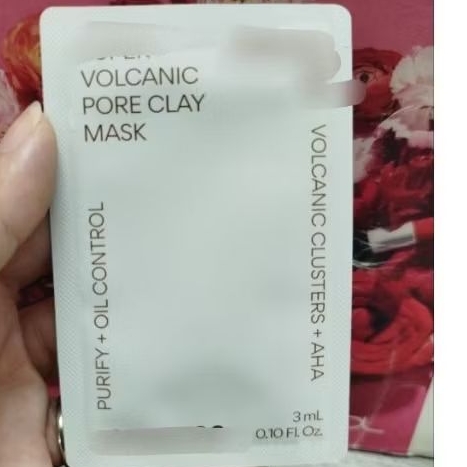 VOLCANIC
PORE CLAY
MASK
PURIFY + OIL CONTROL
VOLCANIC CLUSTERS + AHA
3 mL
0.10 Fl. Oz.